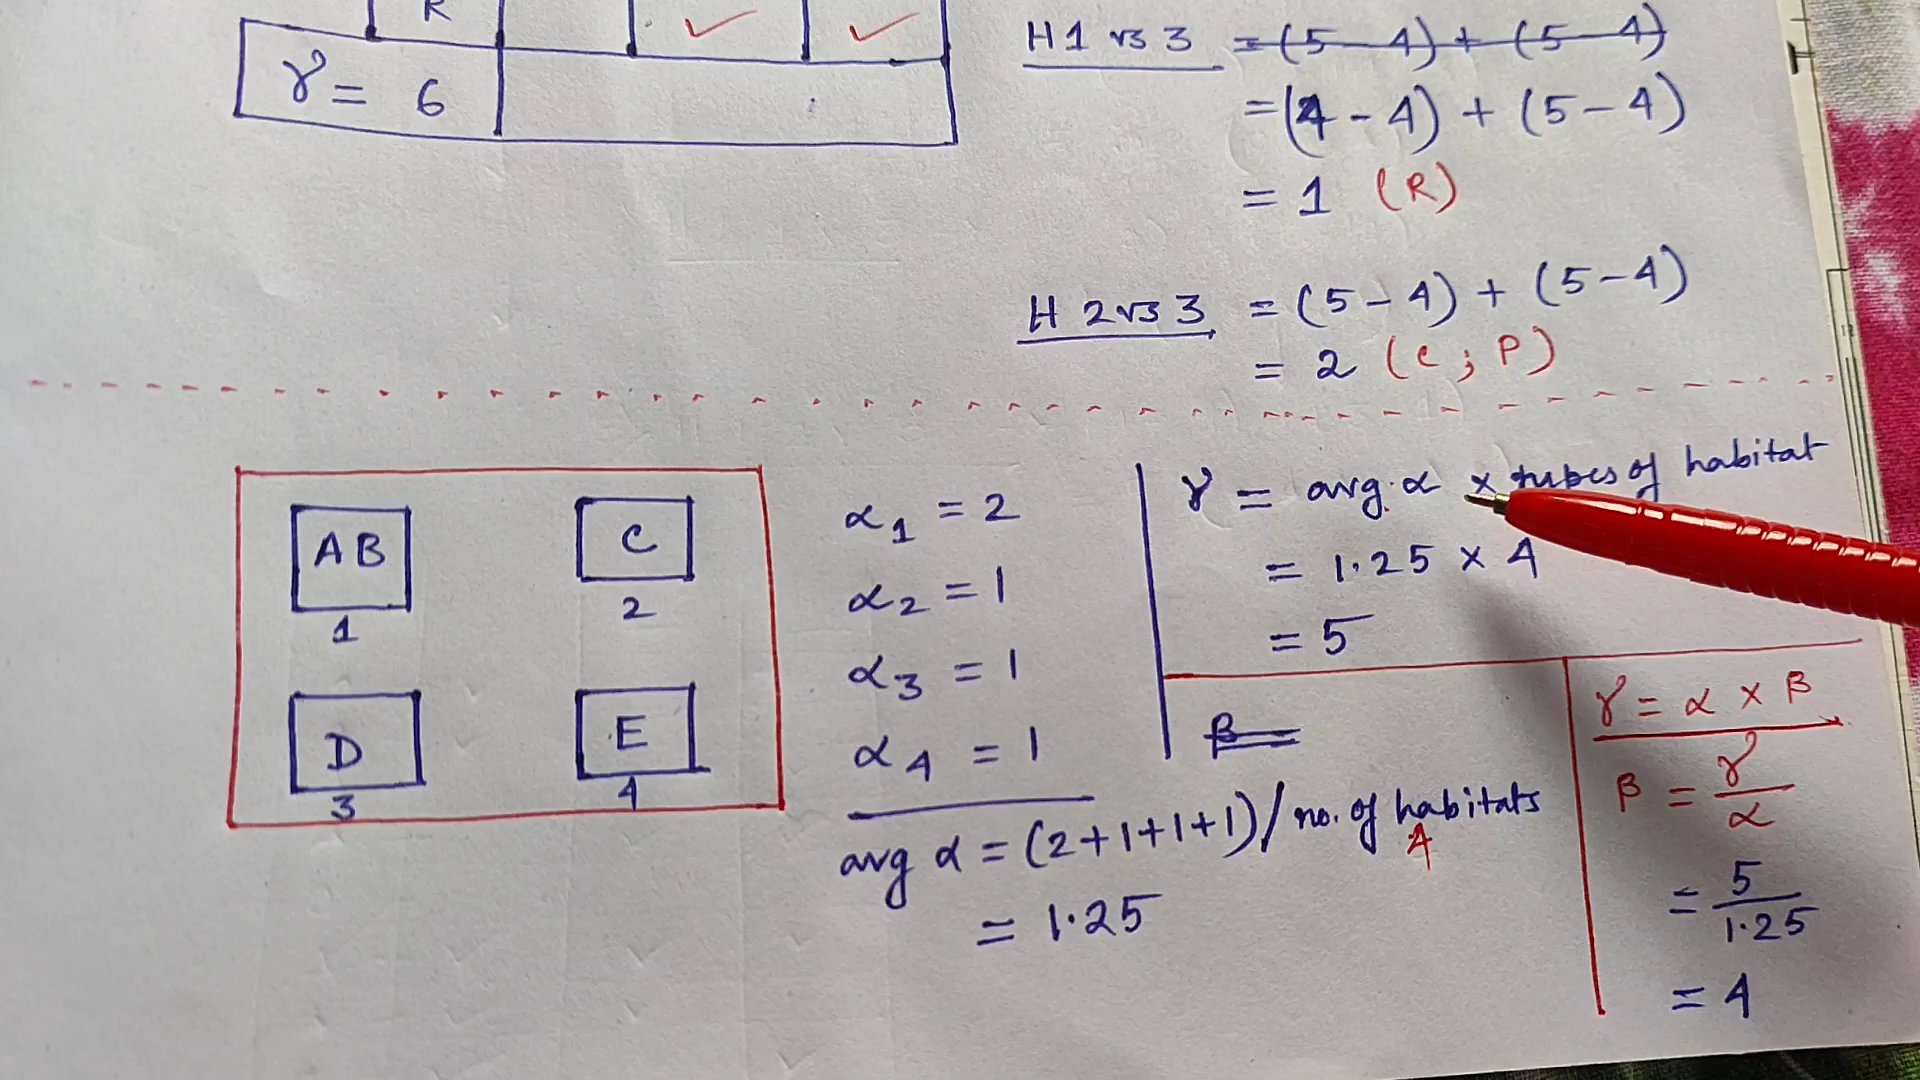 R
γ = 6
H1 vs 3 = (5-4) + (5-4)
= (4-4) + (5-4)
= 1 (R)
H 2 vs 3 = (5-4) + (5-4)
= 2 (C ; P)
AB
1
C
2
D
3
E
4
α1 = 2
α2 = 1
α3 = 1
α4 = 1
avg α = (2+1+1+1)/no. of habitats
4
= 1.25
γ = avg. α × types of habitat
= 1.25 × 4
= 5
β =
γ = α × β
β = γ/α
= 5/1.25
= 4